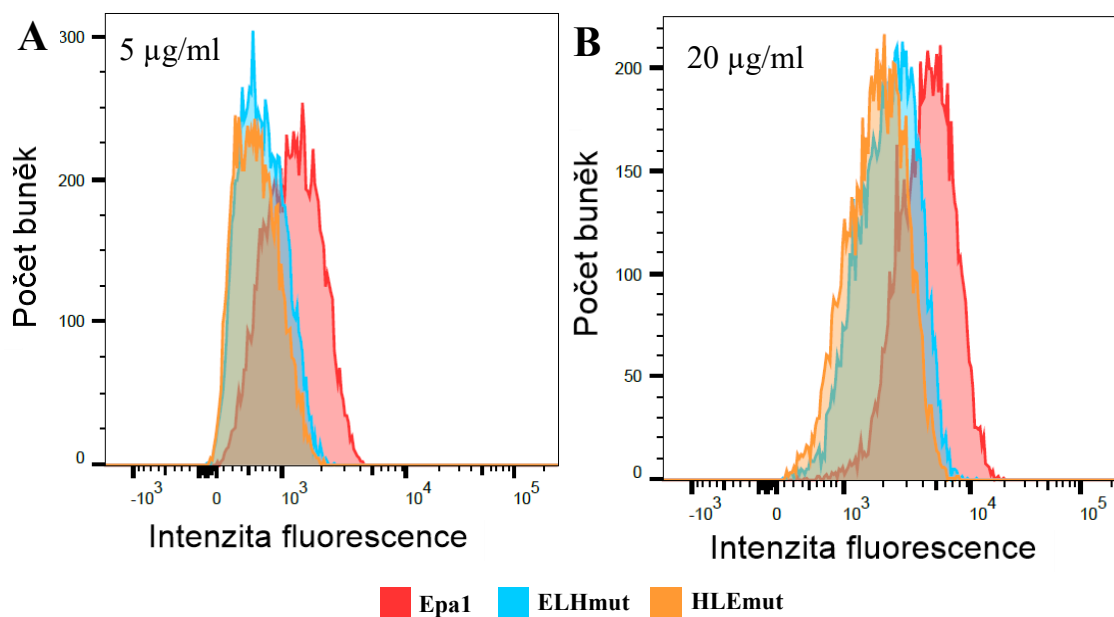 A
5 µg/ml
300
200
100
0
Počet buněk
-10³
0
10³
10⁴
10⁵
Intenzita fluorescence
B
20 µg/ml
200
150
100
50
0
Počet buněk
-10³
0
10³
10⁴
10⁵
Intenzita fluorescence
Epa1 ELHmut HLEmut